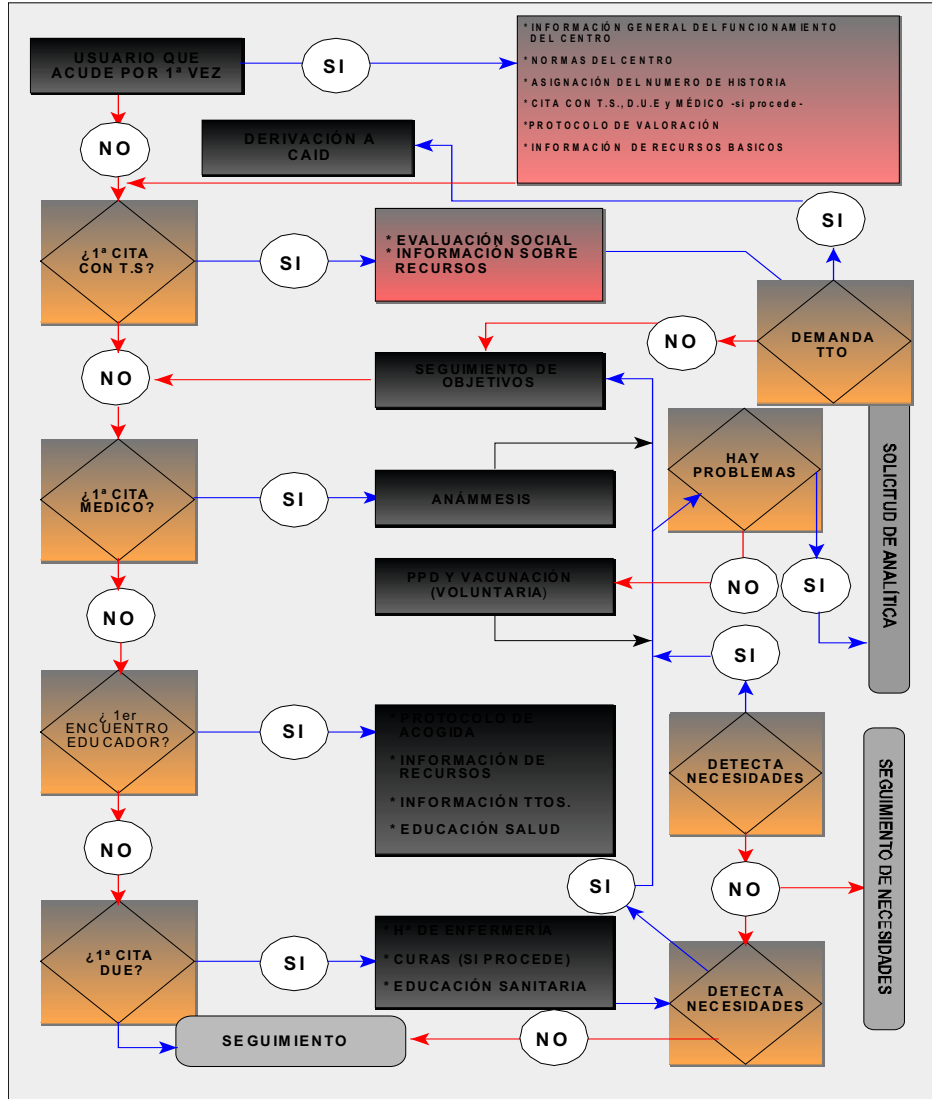 USUARIO QUE
ACUDE POR 1ª VEZ
SI
* INFORMACIÓN GENERAL DEL FUNCIONAMIENTO
DEL CENTRO
* NORMAS DEL CENTRO
* ASIGNACIÓN DEL NUMERO DE HISTORIA
* CITA CON T.S., D.U.E y MÉDICO -si procede-
*PROTOCOLO DE VALORACIÓN
* INFORMACIÓN DE RECURSOS BASICOS
NO
DERIVACIÓN A
CAID
SI
¿1ª CITA
CON T.S?
SI
* EVALUACIÓN SOCIAL
* INFORMACIÓN SOBRE
RECURSOS
DEMANDA
TTO
NO
NO
SEGUIMIENTO DE
OBJETIVOS
¿1ª CITA
MEDICO?
SI
ANÁMMESIS
HAY
PROBLEMAS
SOLICITUD DE ANALÍTICA
PPD Y VACUNACIÓN
(VOLUNTARIA)
NO
SI
NO
SI
¿ 1er
ENCUENTRO
EDUCADOR?
SI
* PROTOCOLO DE
ACOGIDA
* INFORMACIÓN DE
RECURSOS
* INFORMACIÓN TTOS.
* EDUCACIÓN SALUD
DETECTA
NECESIDADES
SEGUIMIENTO DE NECESIDADES
NO
SI
NO
¿1ª CITA
DUE?
SI
* Hª DE ENFERMERÍA
* CURAS (SI PROCEDE)
* EDUCACIÓN SANITARIA
DETECTA
NECESIDADES
SEGUIMIENTO
NO